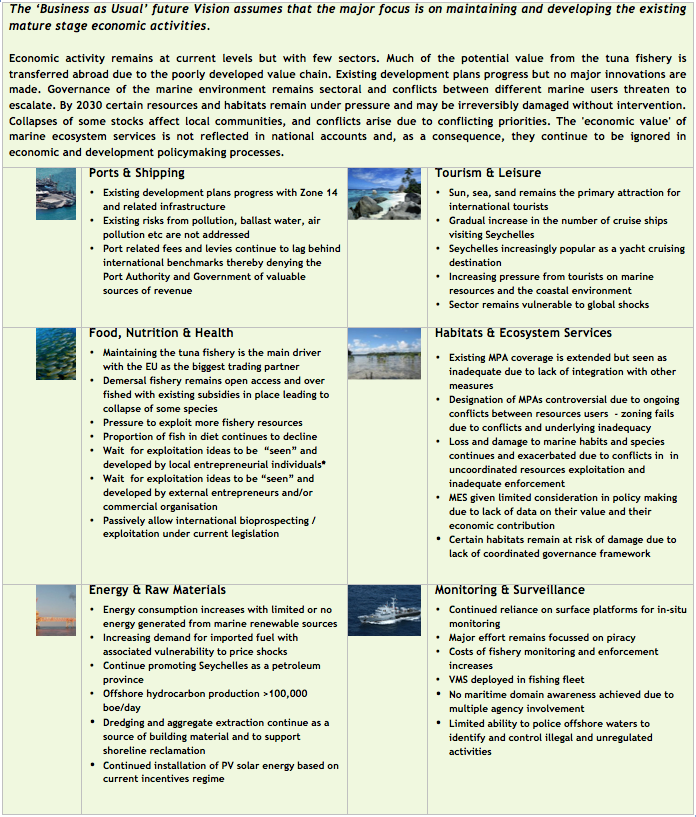 The ‘Business as Usual’ future Vision assumes that the major focus is on maintaining and developing the existing
mature stage economic activities.
Economic activity remains at current levels but with few sectors. Much of the potential value from the tuna fishery is
transferred abroad due to the poorly developed value chain. Existing development plans progress but no major innovations are
made. Governance of the marine environment remains sectoral and conflicts between different marine users threaten to
escalate. By 2030 certain resources and habitats remain under pressure and may be irreversibly damaged without intervention.
Collapses of some stocks affect local communities, and conflicts arise due to conflicting priorities. The 'economic value' of
marine ecosystem services is not reflected in national accounts and, as a consequence, they continue to be ignored in
economic and development policymaking processes.
Ports & Shipping
• Existing development plans progress with Zone 14
and related infrastructure
• Existing risks from pollution, ballast water, air
pollution etc are not addressed
• Port related fees and levies continue to lag behind
international benchmarks thereby denying the
Port Authority and Government of valuable
sources of revenue
Tourism & Leisure
• Sun, sea, sand remains the primary attraction for
international tourists
• Gradual increase in the number of cruise ships
visiting Seychelles
• Seychelles increasingly popular as a yacht cruising
destination
• Increasing pressure from tourists on marine
resources and the coastal environment
• Sector remains vulnerable to global shocks
Food, Nutrition & Health
• Maintaining the tuna fishery is the main driver
with the EU as the biggest trading partner
• Demersal fishery remains open access and over
fished with existing subsidies in place leading to
collapse of some species
• Pressure to exploit more fishery resources
• Proportion of fish in diet continues to decline
• Wait for exploitation ideas to be “seen” and
developed by local entrepreneurial individuals*
• Wait for exploitation ideas to be “seen” and
developed by external entrepreneurs and/or
commercial organisation
• Passively allow international bioprospecting /
exploitation under current legislation
Habitats & Ecosystem Services
• Existing MPA coverage is extended but seen as
inadequate due to lack of integration with other
measures
• Designation of MPAs controversial due to ongoing
conflicts between resources users - zoning fails
due to conflicts and underlying inadequacy
• Loss and damage to marine habits and species
continues and exacerbated due to conflicts in in
uncoordinated resources exploitation and
inadequate enforcement
• MES given limited consideration in policy making
due to lack of data on their value and their
economic contribution
• Certain habitats remain at risk of damage due to
lack of coordinated governance framework
Energy & Raw Materials
• Energy consumption increases with limited or no
energy generated from marine renewable sources
• Increasing demand for imported fuel with
associated vulnerability to price shocks
• Continue promoting Seychelles as a petroleum
province
• Offshore hydrocarbon production >100,000
boe/day
• Dredging and aggregate extraction continue as a
source of building material and to support
shoreline reclamation
• Continued installation of PV solar energy based on
current incentives regime
Monitoring & Surveillance
• Continued reliance on surface platforms for in-situ
monitoring
• Major effort remains focussed on piracy
• Costs of fishery monitoring and enforcement
increases
• VMS deployed in fishing fleet
• No maritime domain awareness achieved due to
multiple agency involvement
• Limited ability to police offshore waters to
identify and control illegal and unregulated
activities